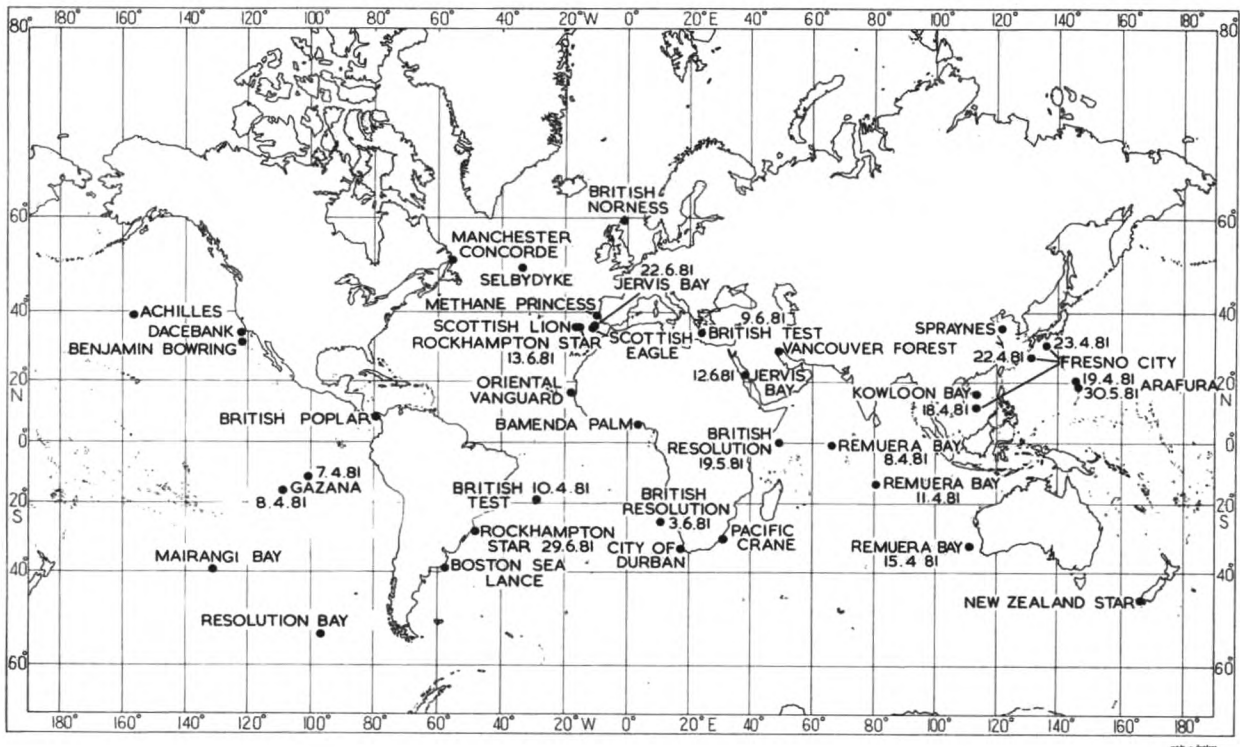 180° 160° 140° 120° 100° 80° 60° 40° 20° W 0° 20° E 40° 60° 80° 100° 120° 140° 160° 180°
80° 80°
BRITISH
NORNESS
60° 60°
MANCHESTER
CONCORDE
SELBYDYKE
22.6.81
JERVIS BAY
METHANE PRINCESS
40° 40°
ACHILLES
DACEBANK
BENJAMIN BOWRING
SCOTTISH LION
ROCKHAMPTON STAR
13.6.81
SCOTTISH
EAGLE
9.6.81
BRITISH TEST
VANCOUVER FOREST
SPRAYNES
23.4.81
22.4.81
FRESNO CITY
12.6.81
JERVIS
BAY
ORIENTAL
VANGUARD
KOWLOON BAY
18.4.81
19.4.81
ARAFURA
30.5.81
20° 20°
N N
BRITISH POPLAR
BAMENDA PALM
0° 0°
BRITISH
RESOLUTION
19.5.81
REMUERA BAY
8.4.81
7.4.81
GAZANA
8.4.81
BRITISH 10.4.81
TEST
REMUERA BAY
11.4.81
20° 20°
S S
BRITISH
RESOLUTION
3.6.81
ROCKHAMPTON
STAR 29.6.81
CITY OF
DURBAN
PACIFIC
CRANE
REMUERA BAY
15.4 81
MAIRANGI BAY
BOSTON SEA
LANCE
40° 40°
NEW ZEALAND STAR
RESOLUTION BAY
60° 60°
180° 160° 140° 120° 100° 80° 60° 40° 20° W 0° 20° E 40° 60° 80° 100° 120° 140° 160° 180°